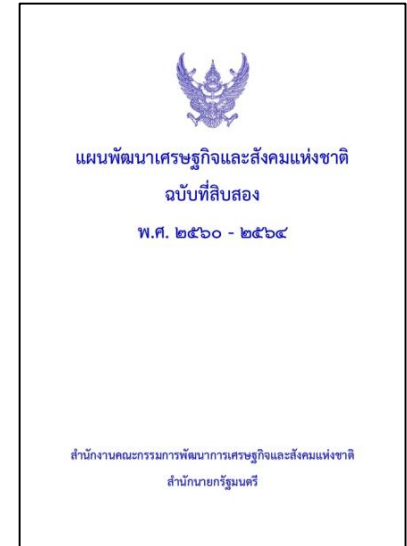 แผนพัฒนาเศรษฐกิจและสังคมแห่งชาติ
ฉบับที่สิบสอง
พ.ศ. ๒๕๖๐ - ๒๕๖๔
สำนักงานคณะกรรมการพัฒนาการเศรษฐกิจและสังคมแห่งชาติ
สำนักนายกรัฐมนตรี